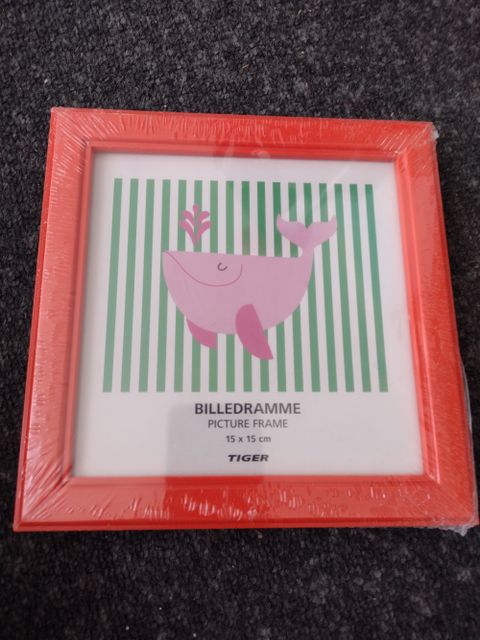 BILLEDRAMME
PICTURE FRAME
15 x 15 cm
TIGER